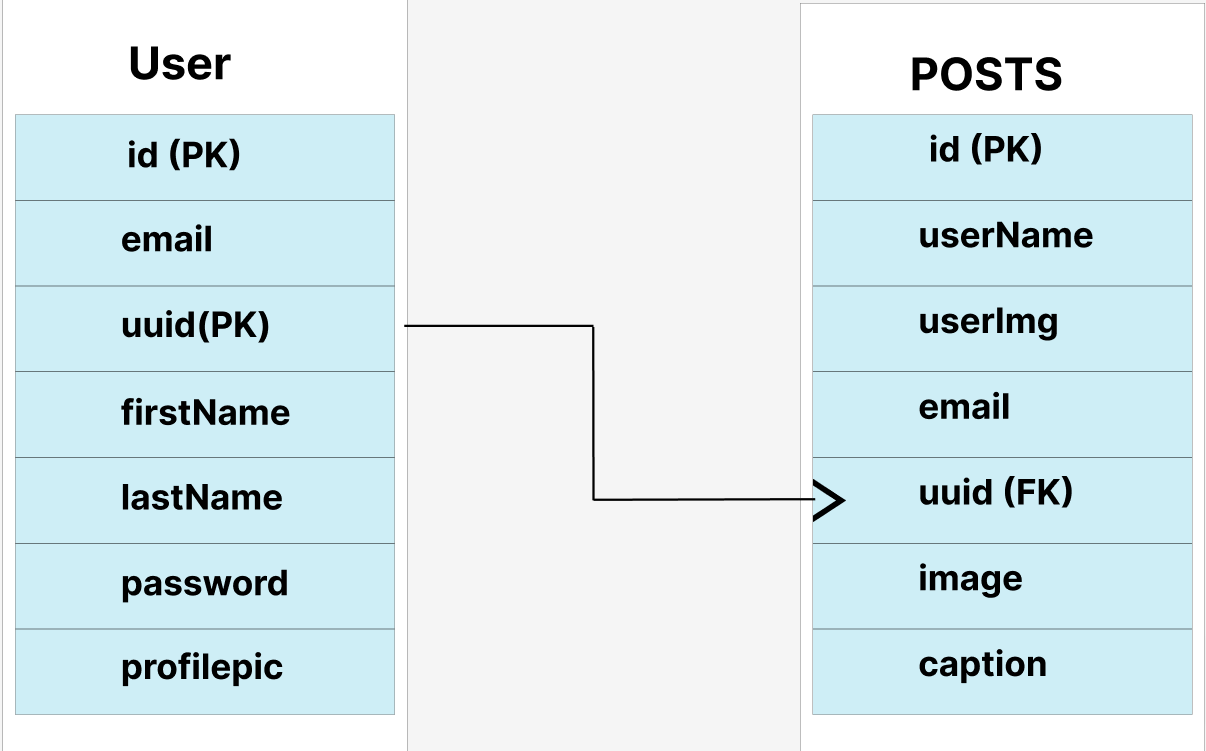 User
id (PK)
email
uuid(PK)
firstName
lastName
password
profilepic
POSTS
id (PK)
userName
userImg
email
uuid (FK)
image
caption